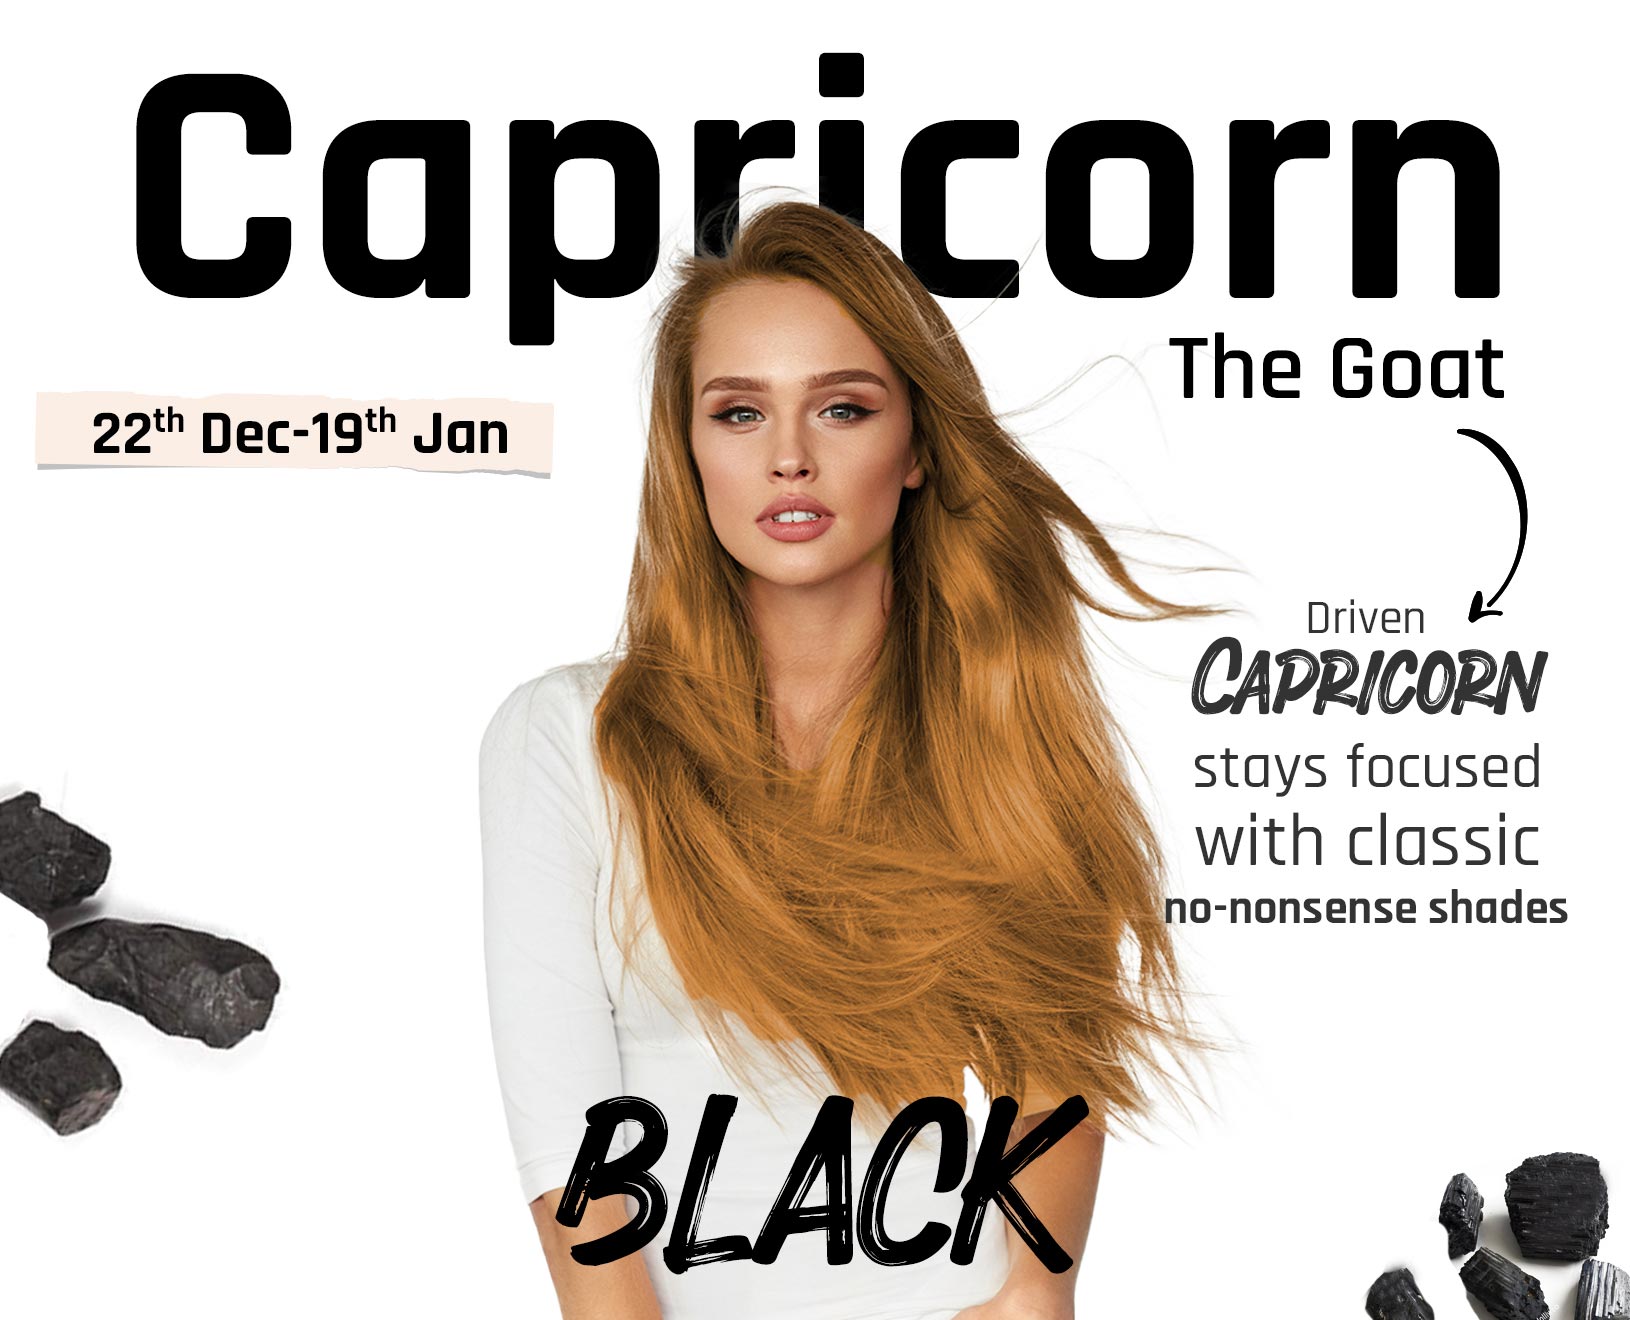 Capricorn
The Goat
22th Dec-19th Jan
Driven
CAPRICORN
stays focused
with classic
no-nonsense shades
BLACK